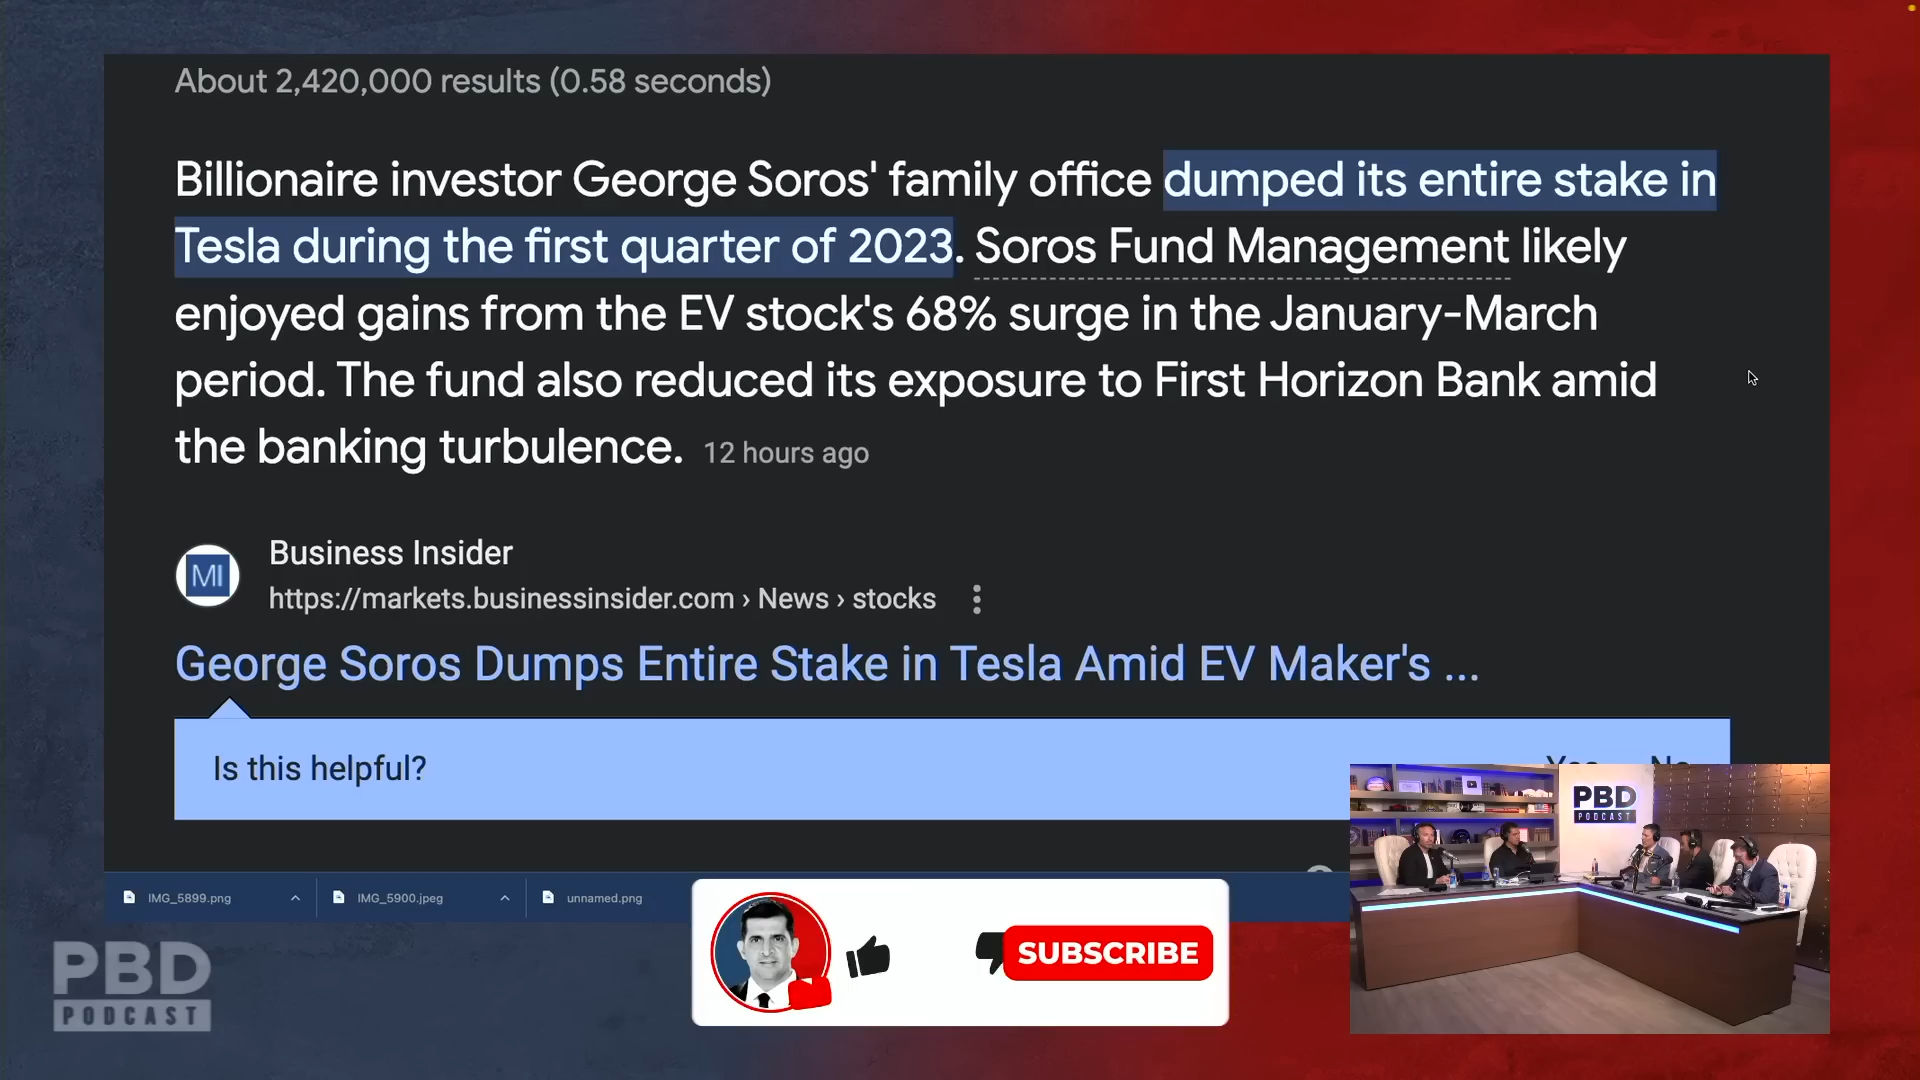 About 2,420,000 results (0.58 seconds)
Billionaire investor George Soros' family office dumped its entire stake in
Tesla during the first quarter of 2023. Soros Fund Management likely
enjoyed gains from the EV stock's 68% surge in the January-March
period. The fund also reduced its exposure to First Horizon Bank amid
the banking turbulence. 12 hours ago
MI
Business Insider
https://markets.businessinsider.com › News › stocks
George Soros Dumps Entire Stake in Tesla Amid EV Maker's ...
Is this helpful?
Yes No
PBD
PODCAST
IMG_5899.png
IMG_5900.jpeg
unnamed.png
SUBSCRIBE
PBD
PODCAST